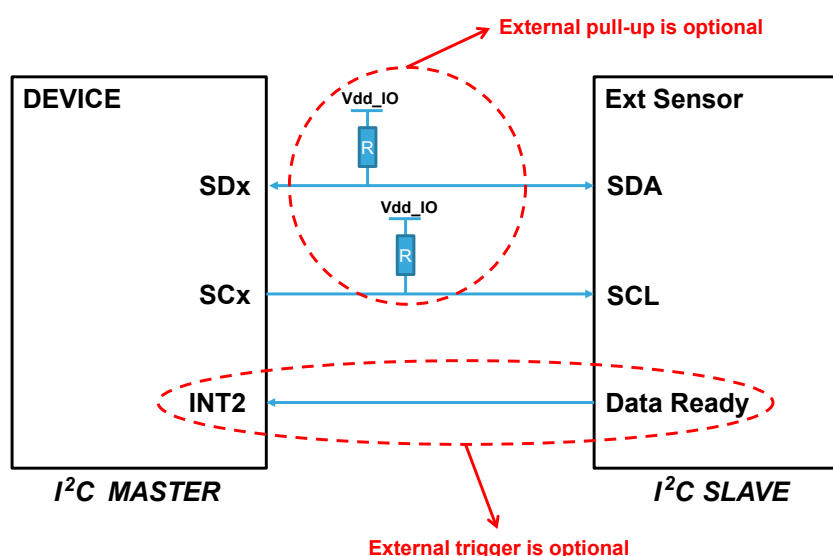 External pull-up is optional
DEVICE
Ext Sensor
Vdd_IO
R
SDx
SDA
Vdd_IO
R
SCx
SCL
INT2
Data Ready
I²C MASTER
I²C SLAVE
External trigger is optional